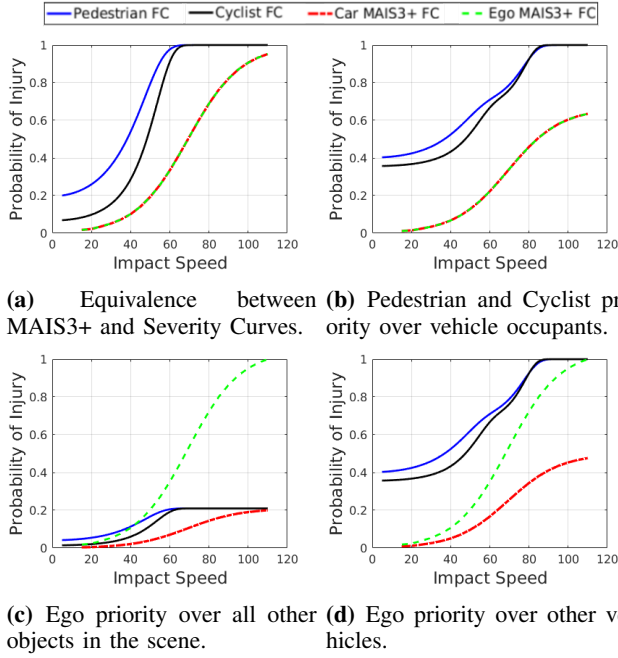 Pedestrian FC Cyclist FC Car MAIS3+ FC Ego MAIS3+ FC
1
0.8
0.6
0.4
0.2
0
Probability of Injury
20 40 60 80 100 120
Impact Speed
1
0.8
0.6
0.4
0.2
0
Probability of Injury
0 20 40 60 80 100 120
Impact Speed
(a) Equivalence between
MAIS3+ and Severity Curves.
(b) Pedestrian and Cyclist pri
ority over vehicle occupants.
1
0.8
0.6
0.4
0.2
0
Probability of Injury
0 20 40 60 80 100 120
Impact Speed
1
0.8
0.6
0.4
0.2
0
Probability of Injury
0 20 40 60 80 100 120
Impact Speed
(c) Ego priority over all other
objects in the scene.
(d) Ego priority over other ve
hicles.